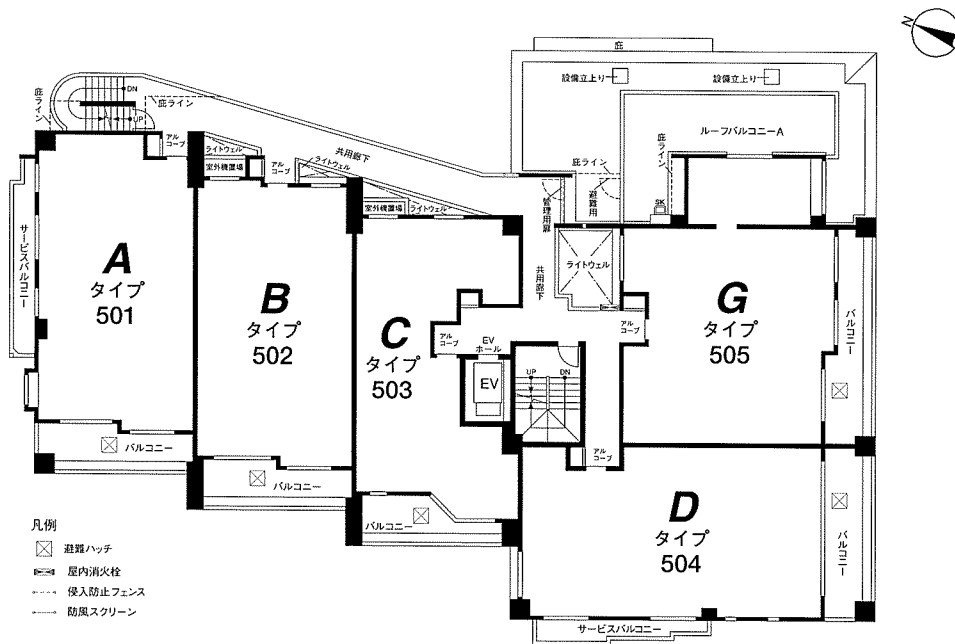 N
庇
設備立上り
設備立上り
ルーフバルコニーA
庇ライン
DN
UP
庇ライン
アル
コーブ
ライトウェル
室外機置場
アル
コーブ
ライトウェル
共用廊下
室外機置場
ライトウェル
管理用扉
庇ライン
避難用
庇ライン
SK
サービスバルコニー
A
タイプ
501
B
タイプ
502
C
タイプ
503
アル
コーブ
EV
ホール
EV
共用廊下
ライトウェル
アル
コーブ
UP
DN
G
タイプ
505
バルコニー
アル
コーブ
D
タイプ
504
バルコニー
バルコニー
バルコニー
バルコニー
サービスバルコニー
凡例
避難ハッチ
屋内消火栓
侵入防止フェンス
防風スクリーン